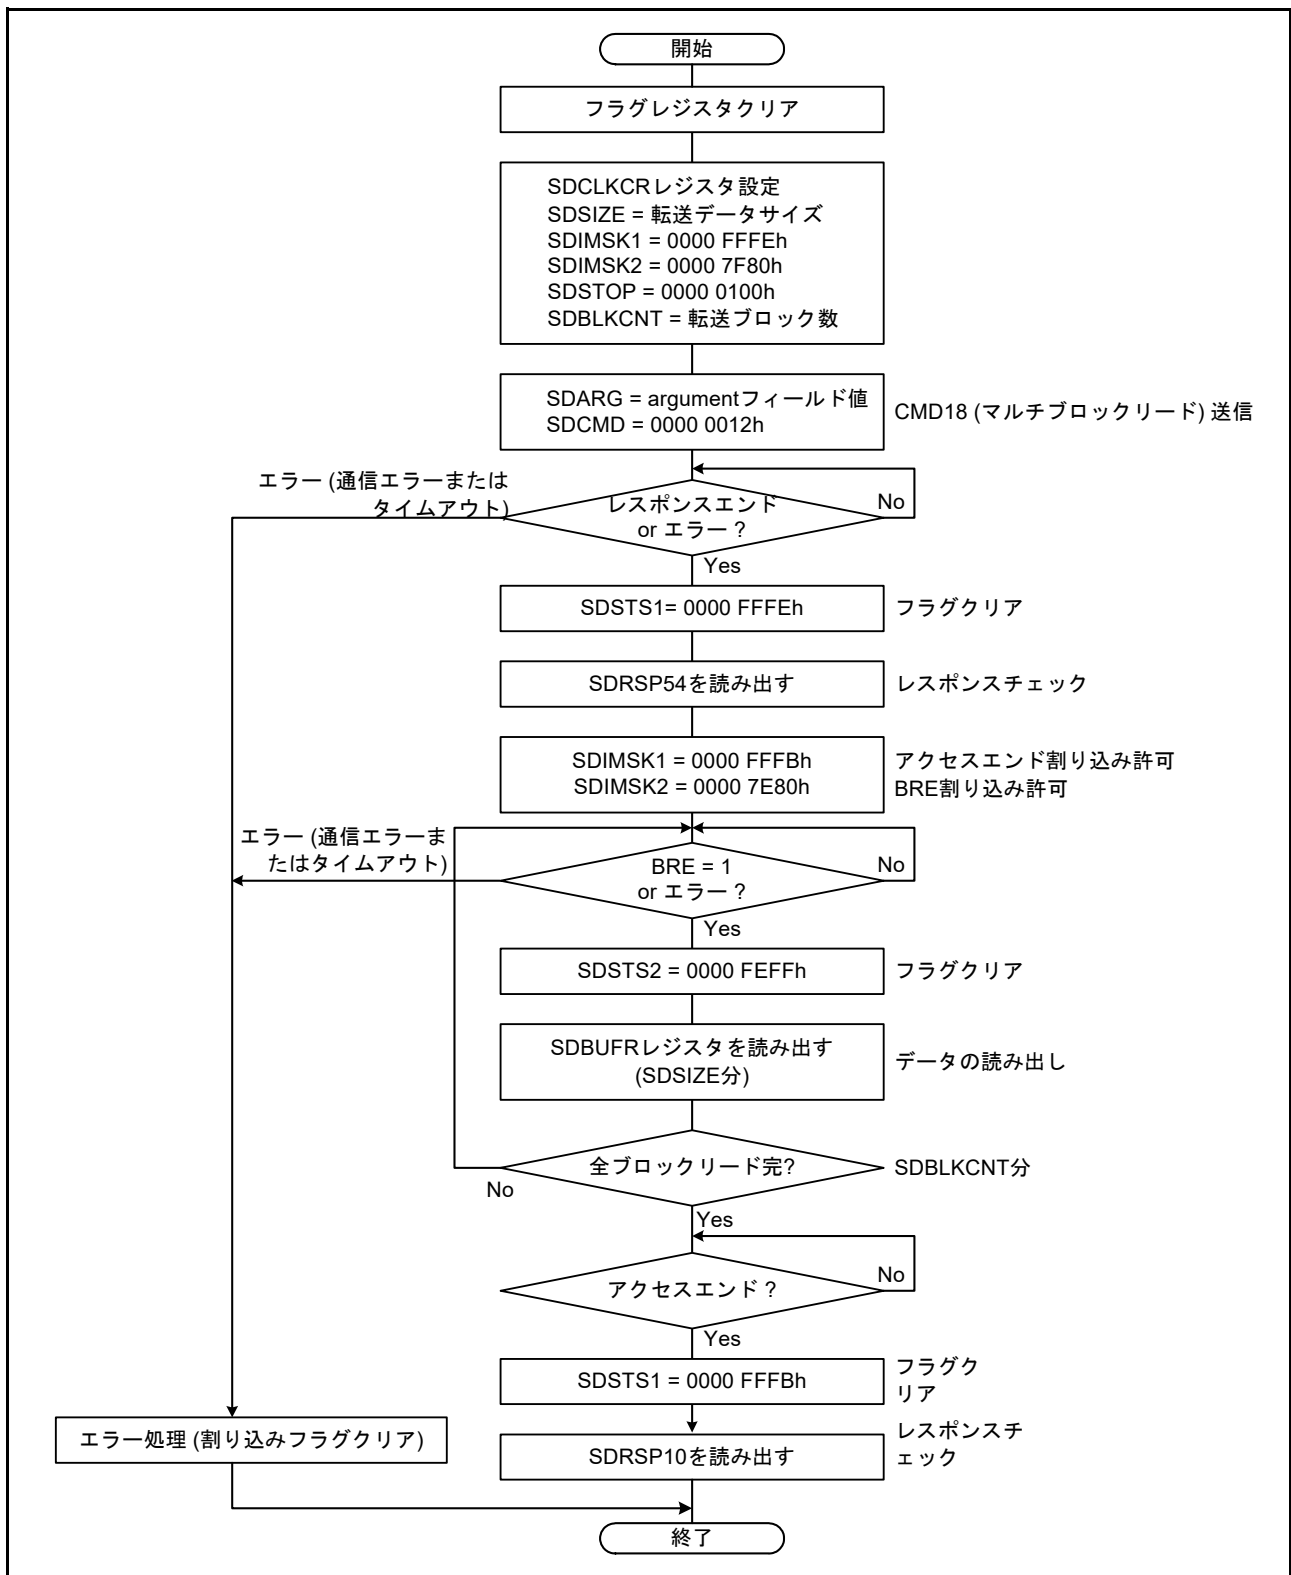 開始
フラグレジスタクリア
SDCLKCRレジスタ設定
SDSIZE = 転送データサイズ
SDIMSK1 = 0000 FFFEh
SDIMSK2 = 0000 7F80h
SDSTOP = 0000 0100h
SDBLKCNT = 転送ブロック数
SDARG = argumentフィールド値
SDCMD = 0000 0012h
CMD18 (マルチブロックリード) 送信
エラー (通信エラーまたは
タイムアウト)
レスポンスエンド
or エラー ?
No
Yes
SDSTS1= 0000 FFFEh
フラグクリア
SDRSP54を読み出す
レスポンスチェック
SDIMSK1 = 0000 FFFBh
SDIMSK2 = 0000 7E80h
アクセスエンド割り込み許可
BRE割り込み許可
エラー (通信エラーま
たはタイムアウト)
BRE = 1
or エラー ?
No
Yes
SDSTS2 = 0000 FEFFh
フラグクリア
SDBUFRレジスタを読み出す
(SDSIZE分)
データの読み出し
全ブロックリード完?
SDBLKCNT分
No
Yes
アクセスエンド ?
No
Yes
SDSTS1 = 0000 FFFBh
フラグク
リア
エラー処理 (割り込みフラグクリア)
SDRSP10を読み出す
レスポンスチ
ェック
終了